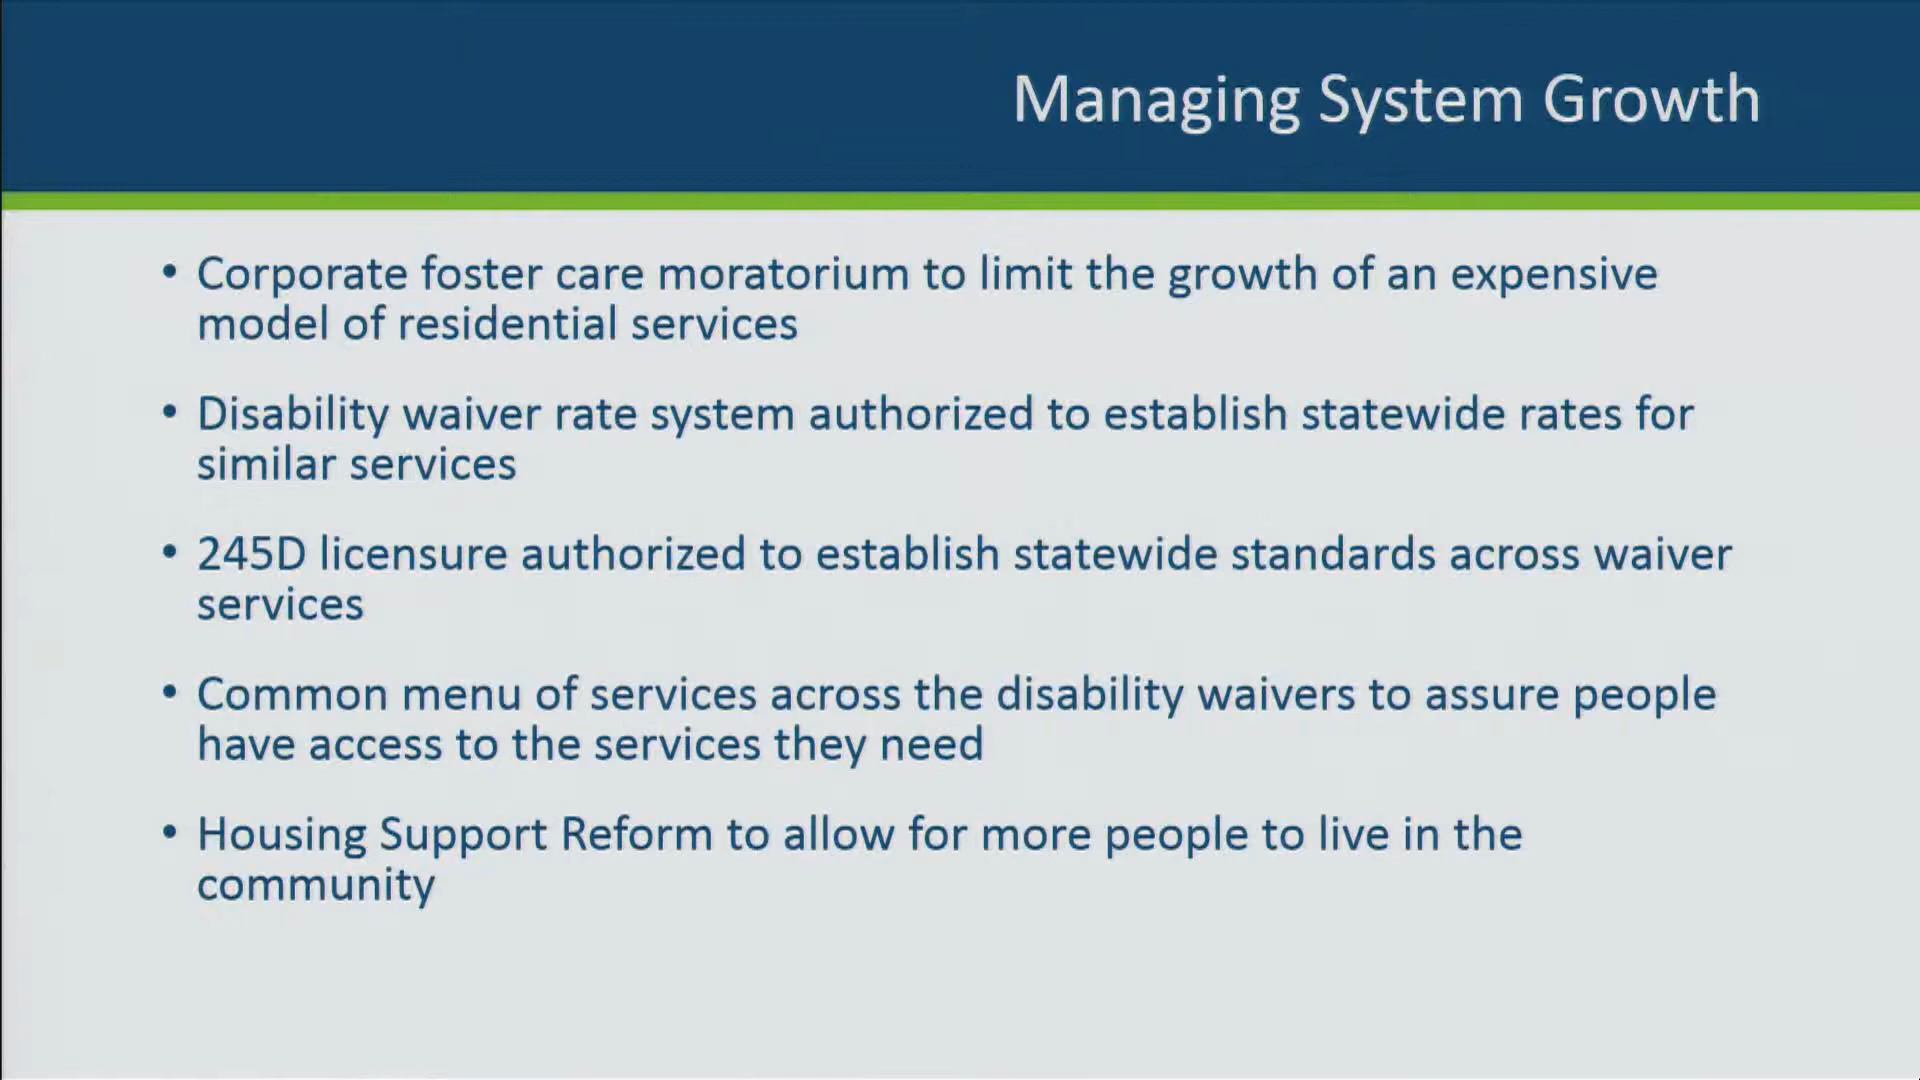 Managing System Growth
• Corporate foster care moratorium to limit the growth of an expensive
model of residential services
• Disability waiver rate system authorized to establish statewide rates for
similar services
• 245D licensure authorized to establish statewide standards across waiver
services
• Common menu of services across the disability waivers to assure people
have access to the services they need
• Housing Support Reform to allow for more people to live in the
community